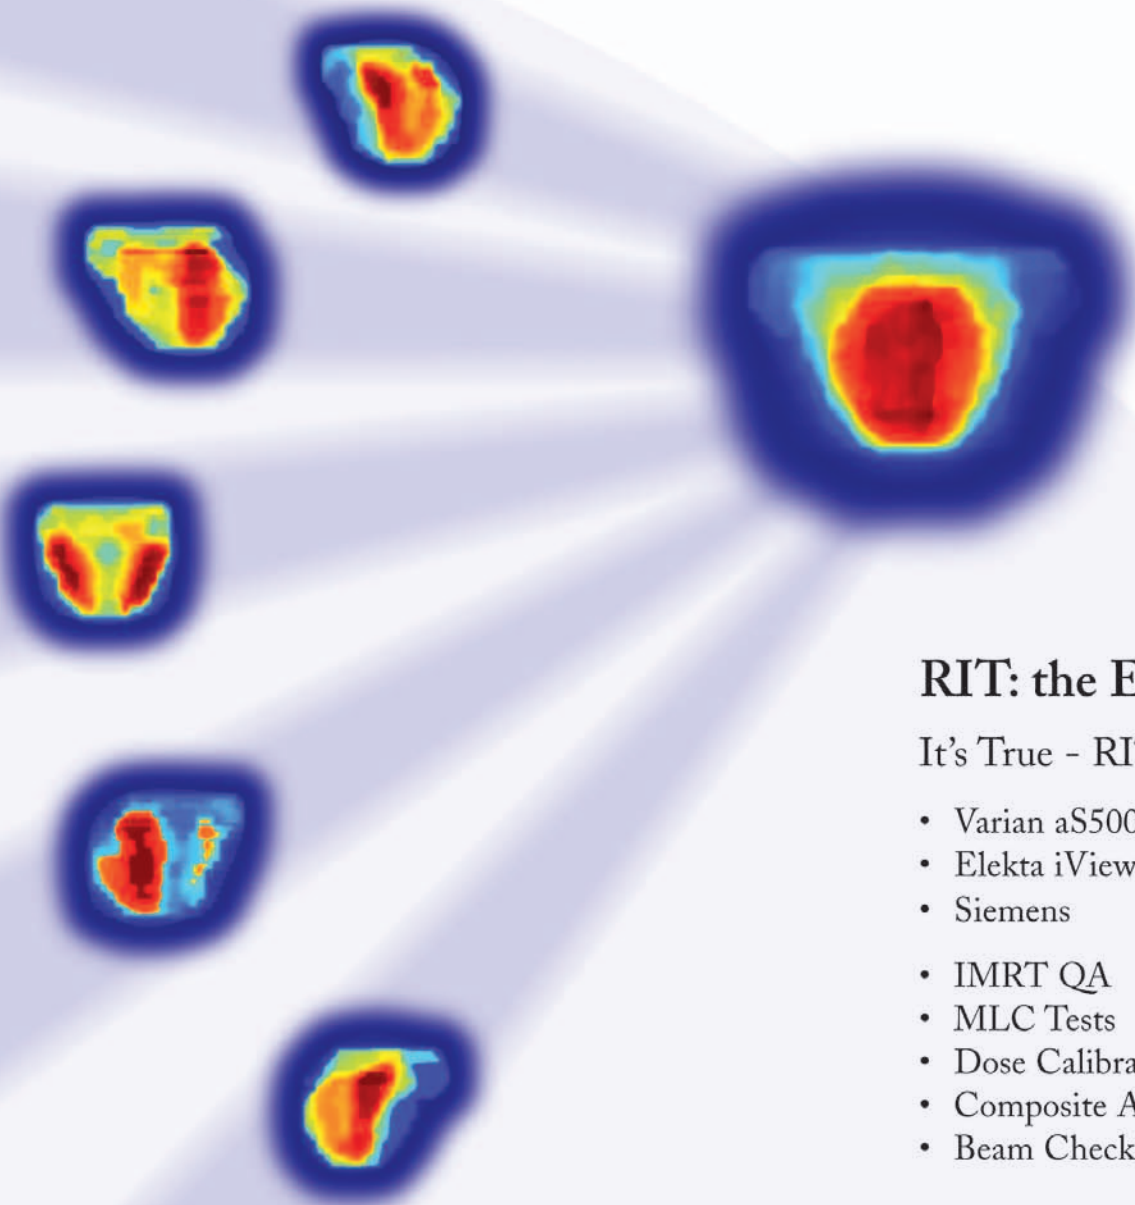 RIT: the E
It's True - RI
• Varian aS500
• Elekta iView
• Siemens
• IMRT QA
• MLC Tests
• Dose Calibra
• Composite A
• Beam Check